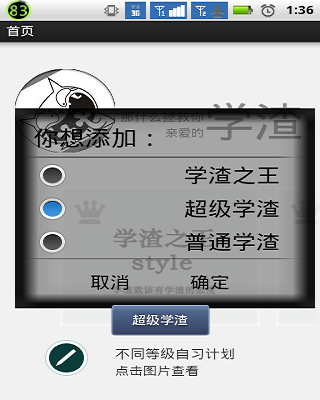 83 3G 1 2 1:36
首页
那什么拯救你
亲爱的 学渣
你想添加：
学渣之王
超级学渣
普通学渣
学渣之王
style
取消 确定
超级学渣
不同等级自习计划
点击图片查看